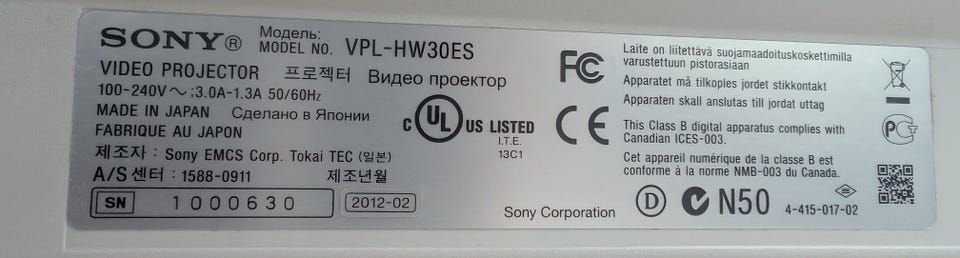 SONY®
Модель:
MODEL NO. VPL-HW30ES
VIDEO PROJECTOR 프로젝터 Видео проектор
100-240V ~ ;3.0A-1.3A 50/60Hz
MADE IN JAPAN Сделано в Японии
FABRIQUE AU JAPON
제조자 : Sony EMCS Corp. Tokai TEC (일본)
A/S센터 : 1588-0911 제조년월
SN 1000630 2012-02
FC
CE
C UL US LISTED
I.T.E.
13C1
Sony Corporation
Laite on liitettävä suojamaadoituskoskettimilla
varustettuun pistorasiaan
Apparatet må tilkoples jordet stikkontakt
Apparaten skall anslutas till jordat uttag
This Class B digital apparatus complies with
Canadian ICES-003.
Cet appareil numérique de la classe B est
conforme à la norme NMB-003 du Canada.
D N50 4-415-017-02